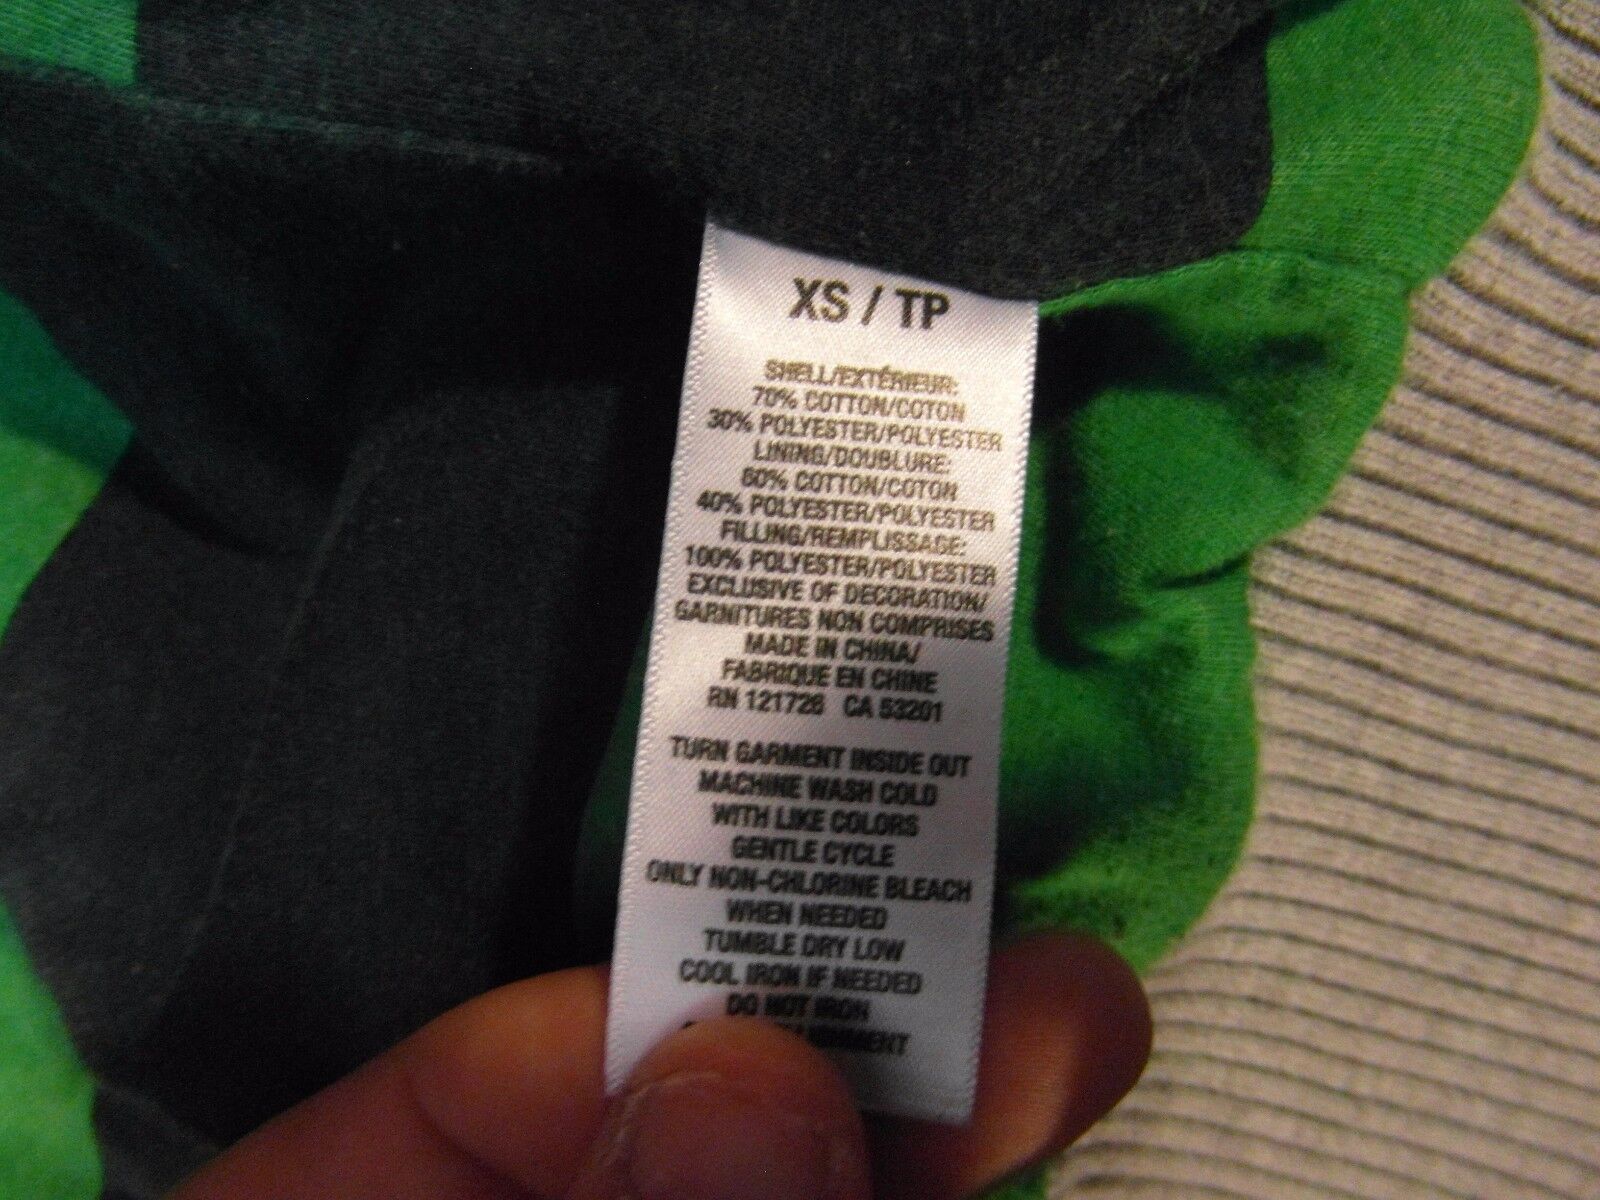 XS / TP
SHELL/EXTÉRIEUR:
70% COTTON/COTON
30% POLYESTER/POLYESTER
LINING/DOUBLURE:
60% COTTON/COTON
40% POLYESTER/POLYESTER
FILLING/REMPLISSAGE:
100% POLYESTER/POLYESTER
EXCLUSIVE OF DECORATION/
GARNITURES NON COMPRISES
MADE IN CHINA/
FABRIQUE EN CHINE
RN 121726 CA 53201
TURN GARMENT INSIDE OUT
MACHINE WASH COLD
WITH LIKE COLORS
GENTLE CYCLE
ONLY NON-CHLORINE BLEACH
WHEN NEEDED
TUMBLE DRY LOW
COOL IRON IF NEEDED
DO NOT IRON